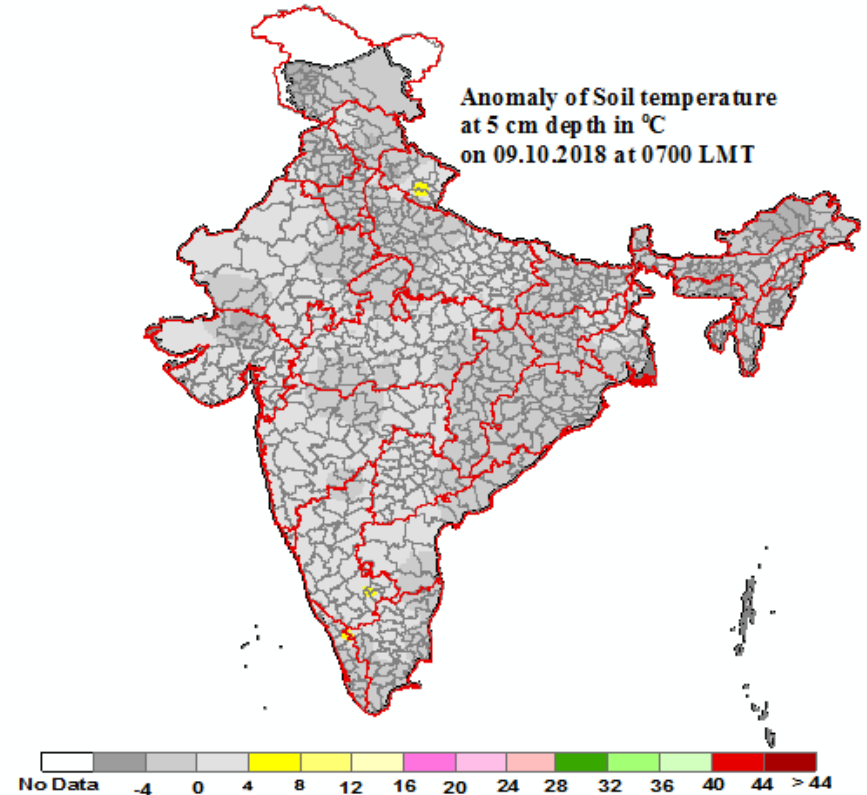 Anomaly of Soil temperature
at 5 cm depth in ⁰C
on 09.10.2018 at 0700 LMT
No Data -4 0 4 8 12 16 20 24 28 32 36 40 44 > 44